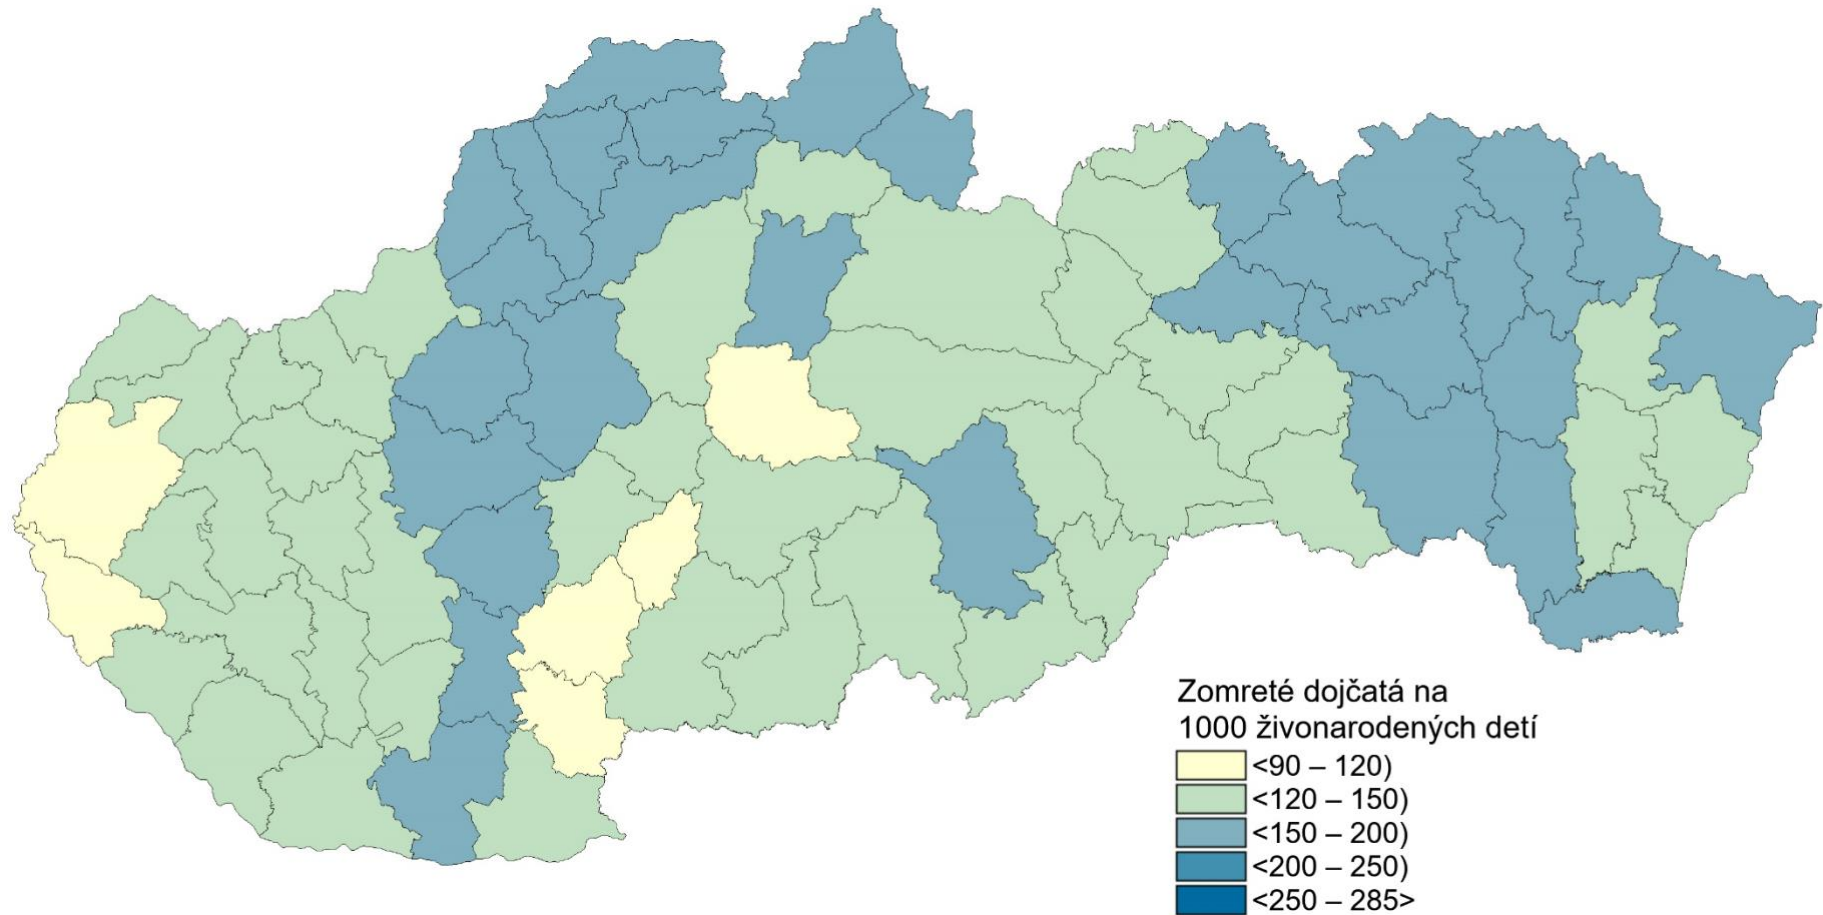 Zomreté dojčatá na
1000 živonarodených detí
<90 – 120)
<120 – 150)
<150 – 200)
<200 – 250)
<250 – 285>